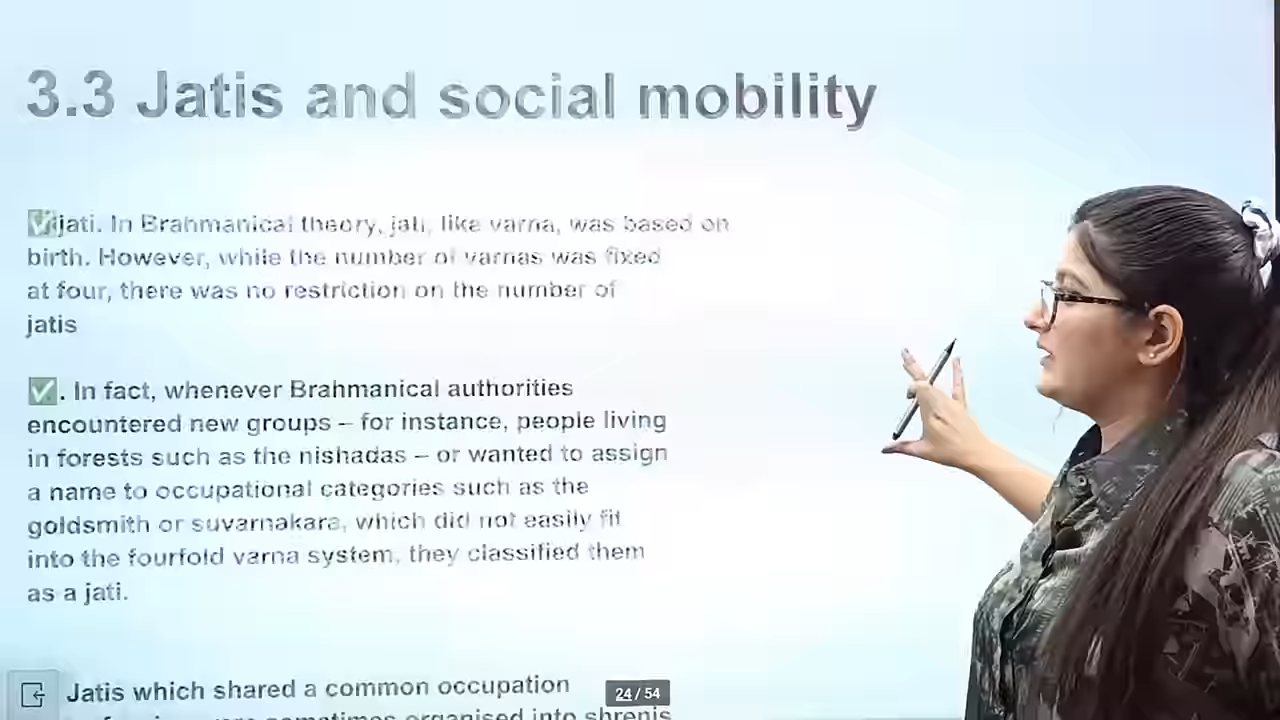 3.3 Jatis and social mobility
✅jati. In Brahmanical theory, jati, like varna, was based on
birth. However, while the number of varnas was fixed
at four, there was no restriction on the number of
jatis
✅. In fact, whenever Brahmanical authorities
encountered new groups – for instance, people living
in forests such as the nishadas – or wanted to assign
a name to occupational categories such as the
goldsmith or suvarnakara, which did not easily fit
into the fourfold varna system, they classified them
as a jati.
Jatis which shared a common occupation
24 / 54
sometimes organised into shrenis